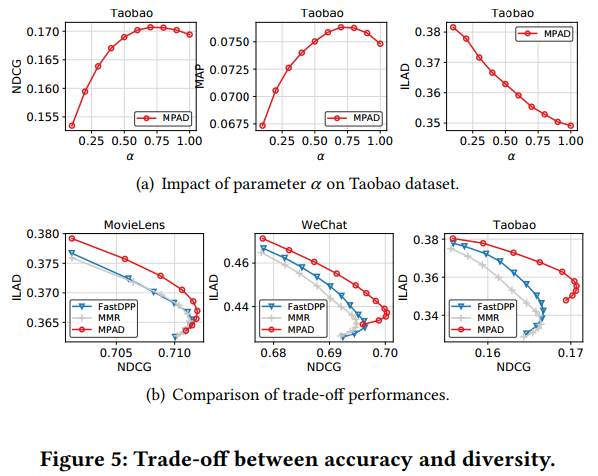 Taobao
NDCG
0.170
0.165
0.160
0.155
MPAD
0.25 0.50 0.75 1.00
α
Taobao
MAP
0.0750
0.0725
0.0700
0.0675
MPAD
0.25 0.50 0.75 1.00
α
Taobao
ILAD
0.38
0.37
0.36
0.35
MPAD
0.25 0.50 0.75 1.00
α
(a) Impact of parameter α on Taobao dataset.
MovieLens
ILAD
0.380
0.375
0.370
0.365
FastDPP
MMR
MPAD
0.705 0.710
NDCG
WeChat
ILAD
0.46
0.44
FastDPP
MMR
MPAD
0.68 0.69 0.70
NDCG
Taobao
ILAD
0.38
0.36
0.34
FastDPP
MMR
MPAD
0.16 0.17
NDCG
(b) Comparison of trade-off performances.
Figure 5: Trade-off between accuracy and diversity.